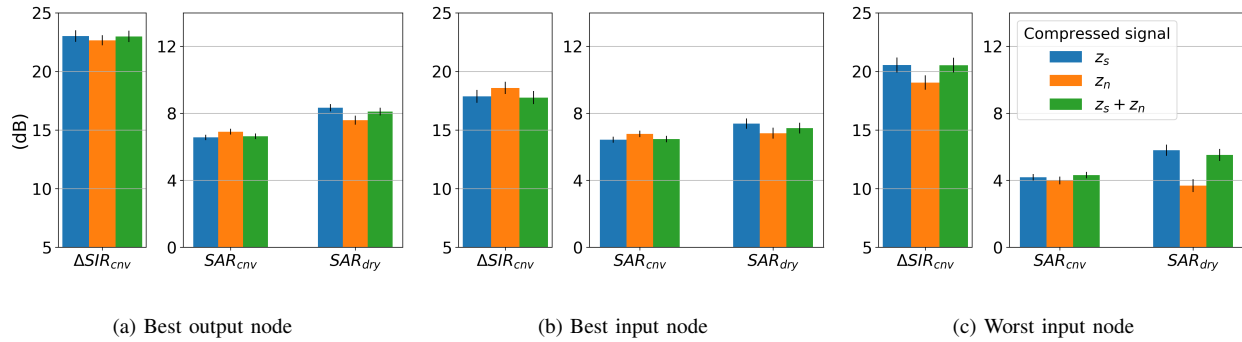 25
20
15
10
5
(dB)
ΔSIR_cnv
12
8
4
0
SAR_cnv
SAR_dry
(a) Best output node
25
20
15
10
5
ΔSIR_cnv
12
8
4
0
SAR_cnv
SAR_dry
(b) Best input node
25
20
15
10
5
ΔSIR_cnv
12
8
4
0
SAR_cnv
SAR_dry
Compressed signal
z_s
z_n
z_s + z_n
(c) Worst input node